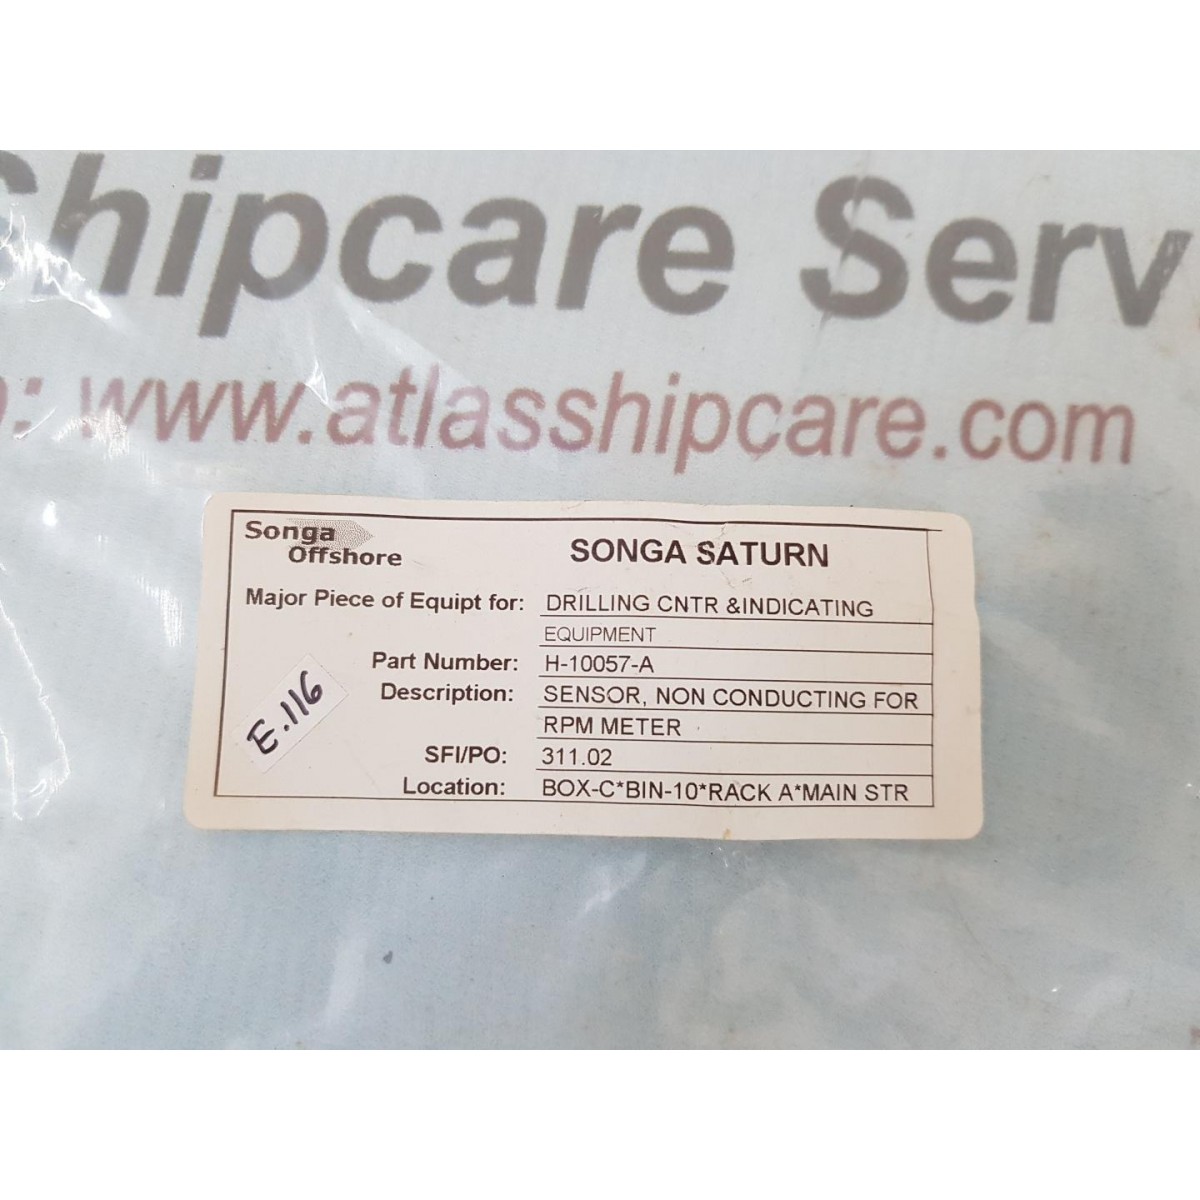 Shipcare Serv
: www.atlasshipcare.com
Songa
Offshore
SONGA SATURN
Major Piece of Equipt for: DRILLING CNTR &INDICATING
EQUIPMENT
Part Number: H-10057-A
Description: SENSOR, NON CONDUCTING FOR
RPM METER
SFI/PO: 311.02
Location: BOX-C*BIN-10*RACK A*MAIN STR
E.116